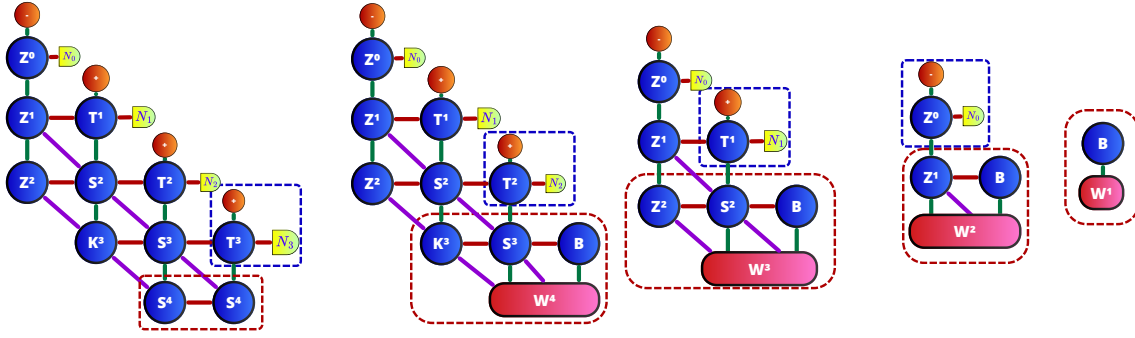 -
Z⁰ N₀
+
Z¹ T¹ N₁
+
Z² S² T² N₂
+
K³ S³ T³ N₃
S⁴ S⁴
-
Z⁰ N₀
+
Z¹ T¹ N₁
+
Z² S² T² N₂
K³ S³ B
W⁴
-
Z⁰ N₀
+
Z¹ T¹ N₁
Z² S² B
W³
-
Z⁰ N₀
Z¹ B
W²
B
W¹